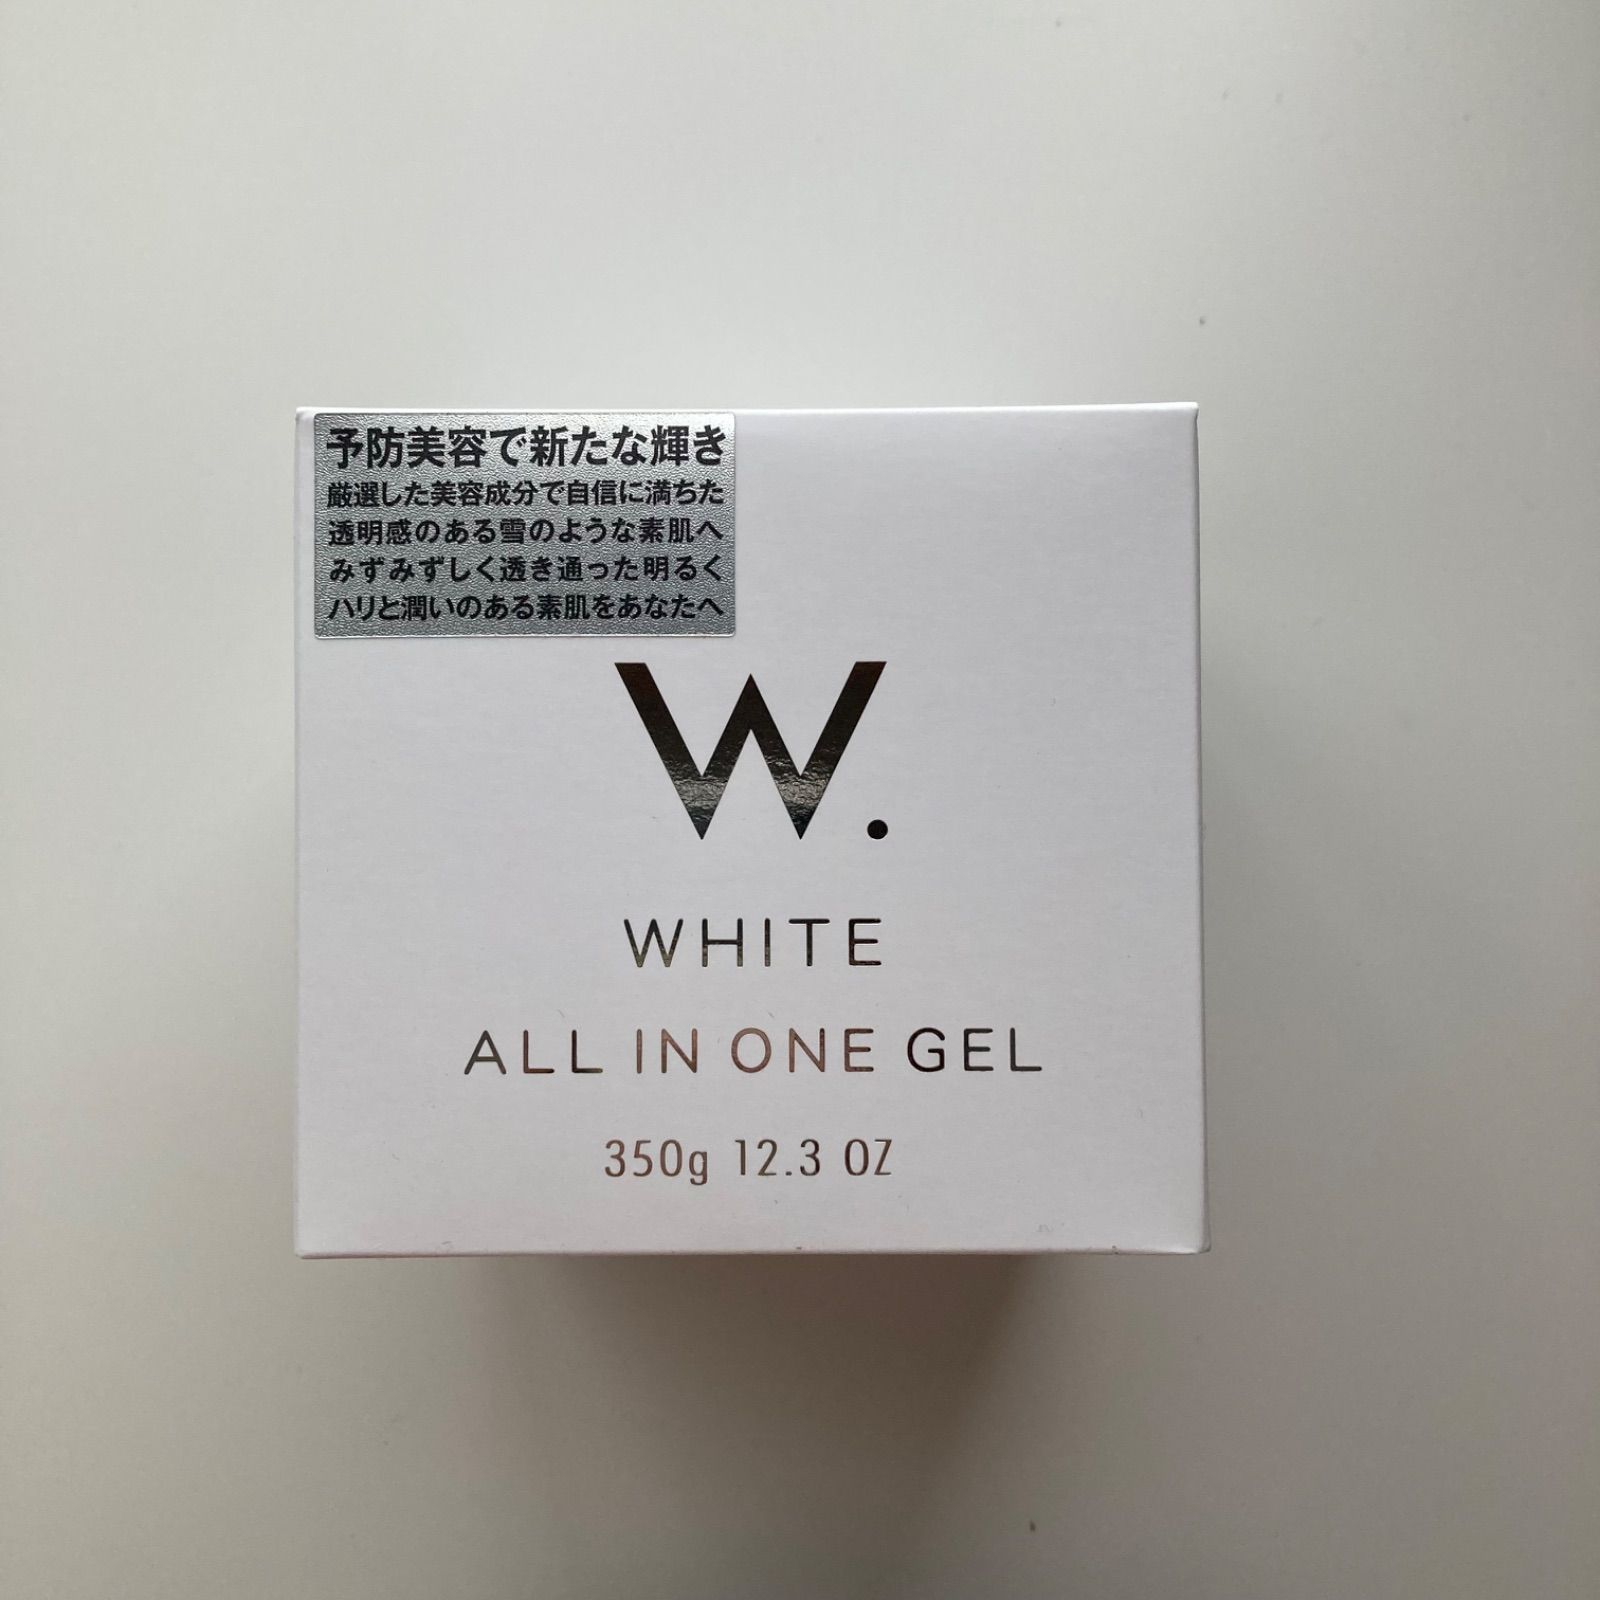 予防美容で新たな輝き
厳選した美容成分で自信に満ちた
透明感のある雪のような素肌へ
みずみずしく透き通った明るく
ハリと潤いのある素肌をあなたへ
W.
WHITE
ALL IN ONE GEL
350g 12.3 OZ